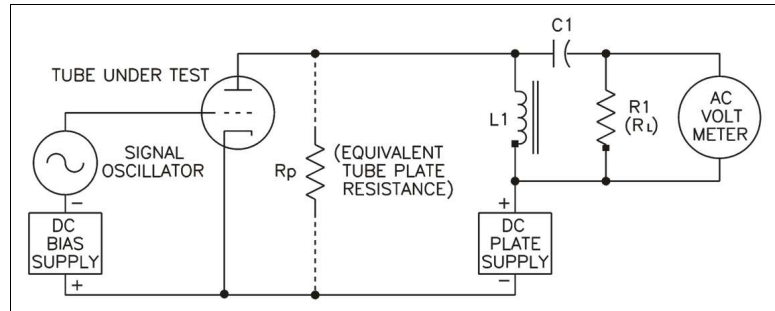 C1
TUBE UNDER TEST
L1
R1
(RL)
AC
VOLT
METER
SIGNAL
OSCILLATOR
Rp
(EQUIVALENT
TUBE PLATE
RESISTANCE)
−
DC
BIAS
SUPPLY
+
+
DC
PLATE
SUPPLY
−